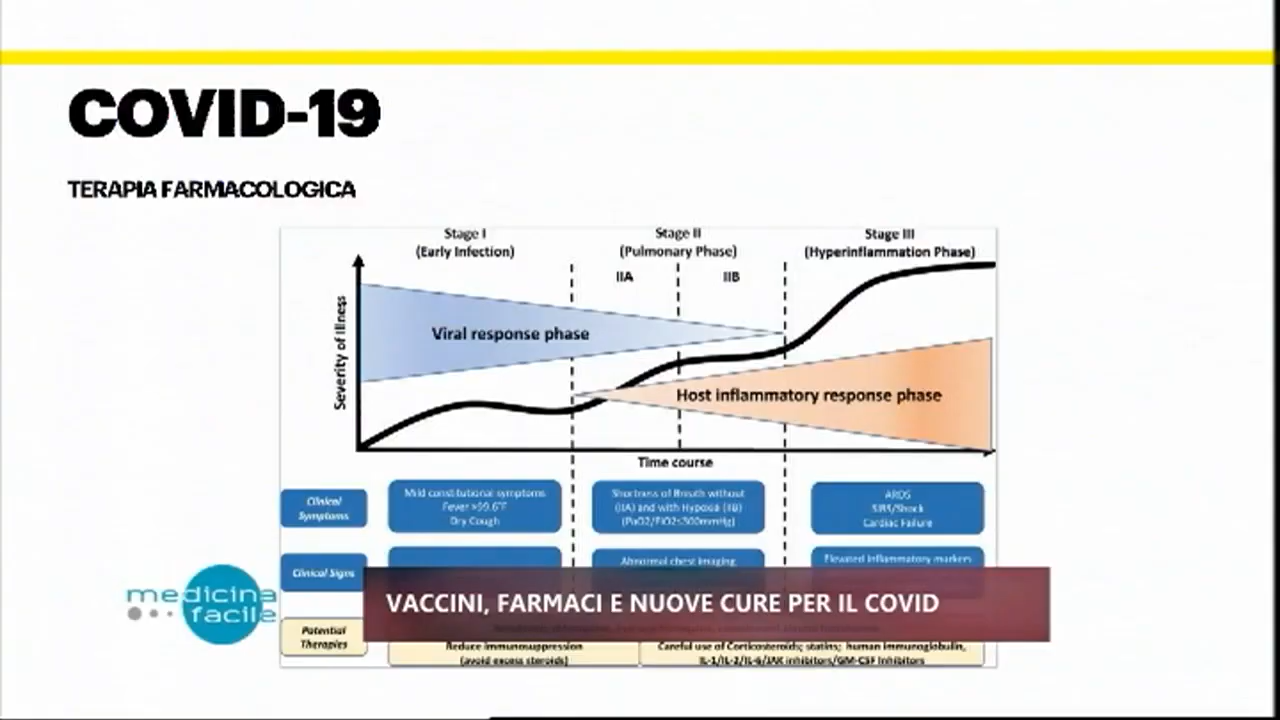 COVID-19
TERAPIA FARMACOLOGICA
Stage I
(Early Infection)
Stage II
(Pulmonary Phase)
Stage III
(Hyperinflammation Phase)
IIA
IIB
Severity of Illness
Viral response phase
Host inflammatory response phase
Time course
Clinical
Symptoms
Mild constitutional symptoms
Fever >99.6°F
Dry Cough
Shortness of Breath without
(IIA) and with Hypoxia (IIB)
(PaO2/FiO2≤300mmHg)
ARDS
SIRS/Shock
Cardiac Failure
Clinical Signs
Abnormal chest imaging
Elevated inflammatory markers
medicina
facile
VACCINI, FARMACI E NUOVE CURE PER IL COVID
Potential
Therapies
Reduce immunosuppression
(avoid excess steroids)
Careful use of Corticosteroids; statins; human immunoglobulin,
IL-1/IL-2/IL-6/JAK inhibitors/GM-CSF Inhibitors